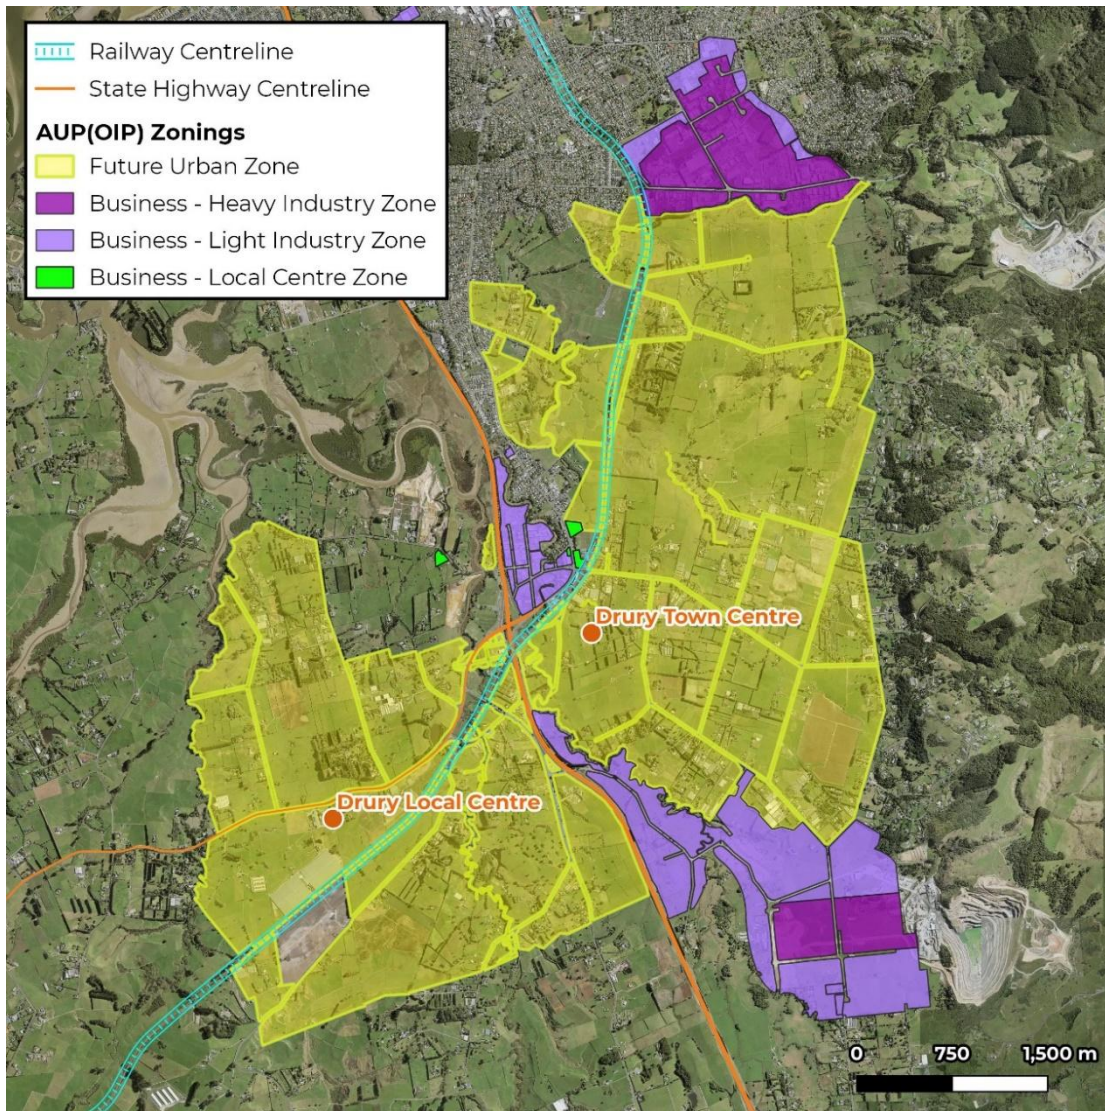 Railway Centreline
State Highway Centreline
AUP(OIP) Zonings
Future Urban Zone
Business - Heavy Industry Zone
Business - Light Industry Zone
Business - Local Centre Zone
Drury Town Centre
Drury Local Centre
0 750 1,500 m